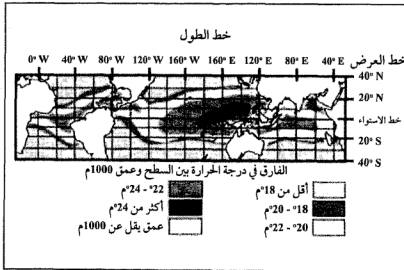 خط الطول
خط العرض
0° W 40° W 80° W 120° W 160° W 160° E 120° E 80° E 40° E
40° N
20° N
خط الاستواء
20° S
40° S
الفارق في درجة الحرارة بين السطح وعمق 1000م
أقل من 18°م
22° - 24°م
18° - 20°م
أكثر من 24°م
20° - 22°م
عمق يقل عن 1000م